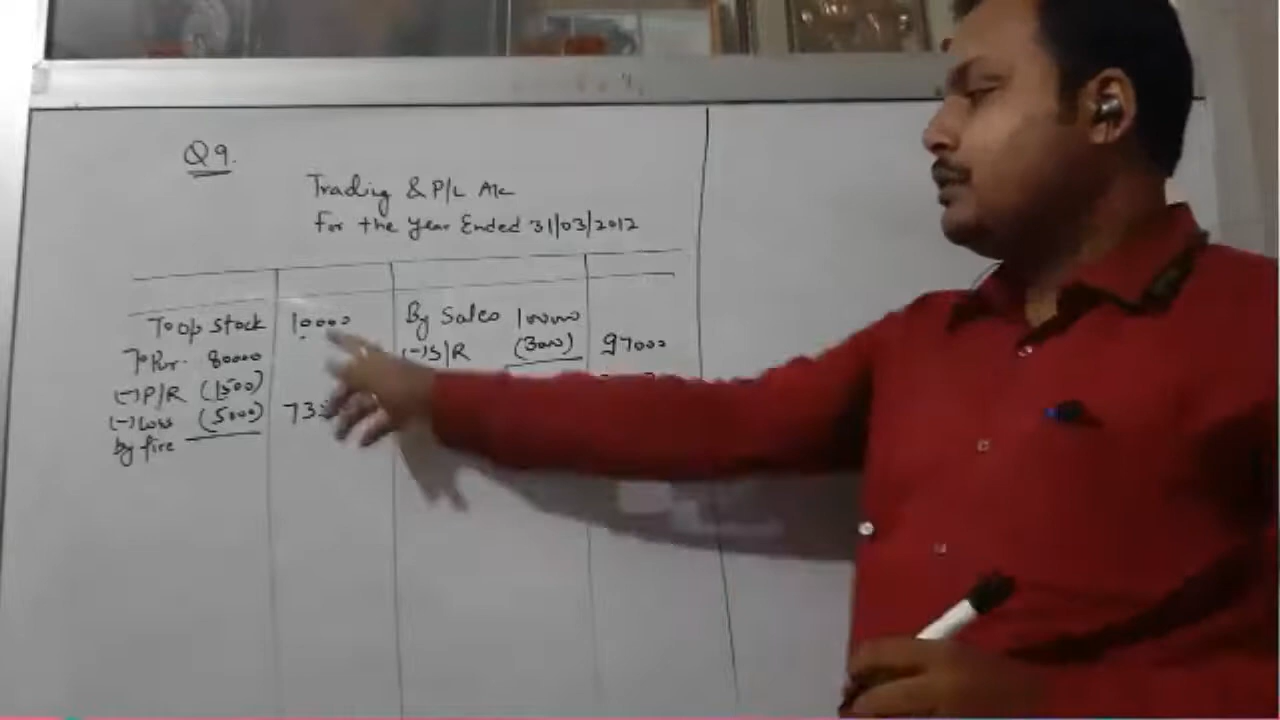 Q9.
Trading & P/L A/c
For the Year Ended 31/03/2012
To Op Stock 10000 By Sales 100000
To Pur. 80000 (-) S/R (3000) 97000
(-) P/R (1500)
(-) Loss (5000) 73
by fire